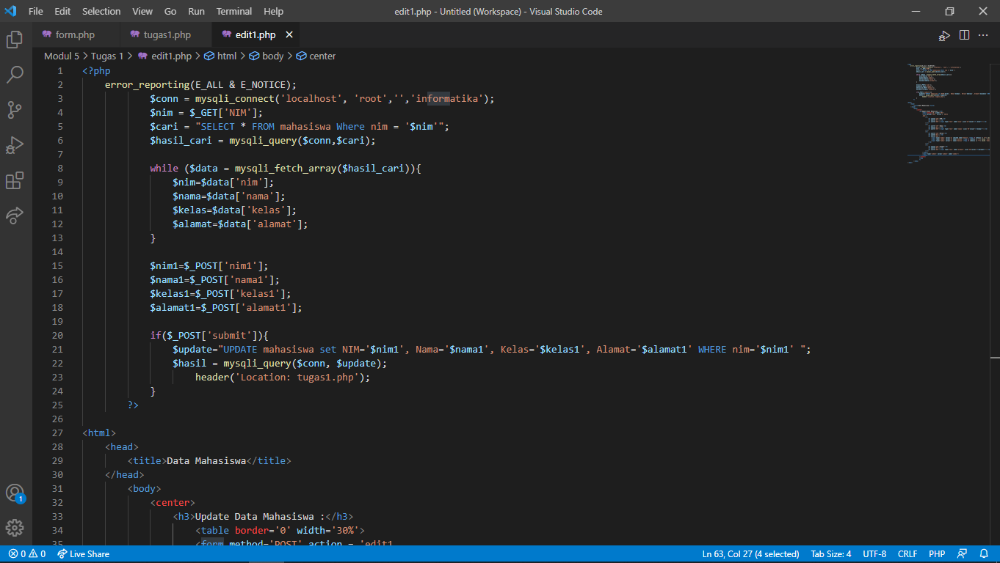 File Edit Selection View Go Run Terminal Help edit1.php - Untitled (Workspace) - Visual Studio Code
form.php tugas1.php edit1.php
Modul 5 > Tugas 1 > edit1.php > html > body > center
1 <?php
2 error_reporting(E_ALL & E_NOTICE);
3 $conn = mysqli_connect('localhost', 'root','','informatika');
4 $nim = $_GET['NIM'];
5 $cari = "SELECT * FROM mahasiswa Where nim = '$nim'";
6 $hasil_cari = mysqli_query($conn,$cari);
7
8 while ($data = mysqli_fetch_array($hasil_cari)){
9 $nim=$data['nim'];
10 $nama=$data['nama'];
11 $kelas=$data['kelas'];
12 $alamat=$data['alamat'];
13 }
14
15 $nim1=$_POST['nim1'];
16 $nama1=$_POST['nama1'];
17 $kelas1=$_POST['kelas1'];
18 $alamat1=$_POST['alamat1'];
19
20 if($_POST['submit']){
21 $update="UPDATE mahasiswa set NIM='$nim1', Nama='$nama1', Kelas='$kelas1', Alamat='$alamat1' WHERE nim='$nim1' ";
22 $hasil = mysqli_query($conn, $update);
23 header('Location: tugas1.php');
24 }
25 ?>
26
27 <html>
28 <head>
29 <title>Data Mahasiswa</title>
30 </head>
31 <body>
32 <center>
33 <h3>Update Data Mahasiswa :</h3>
34 <table border='0' width='30%'>
35 <form method='POST' action = 'edit1
1
0 0 Live Share Ln 63, Col 27 (4 selected) Tab Size: 4 UTF-8 CRLF PHP